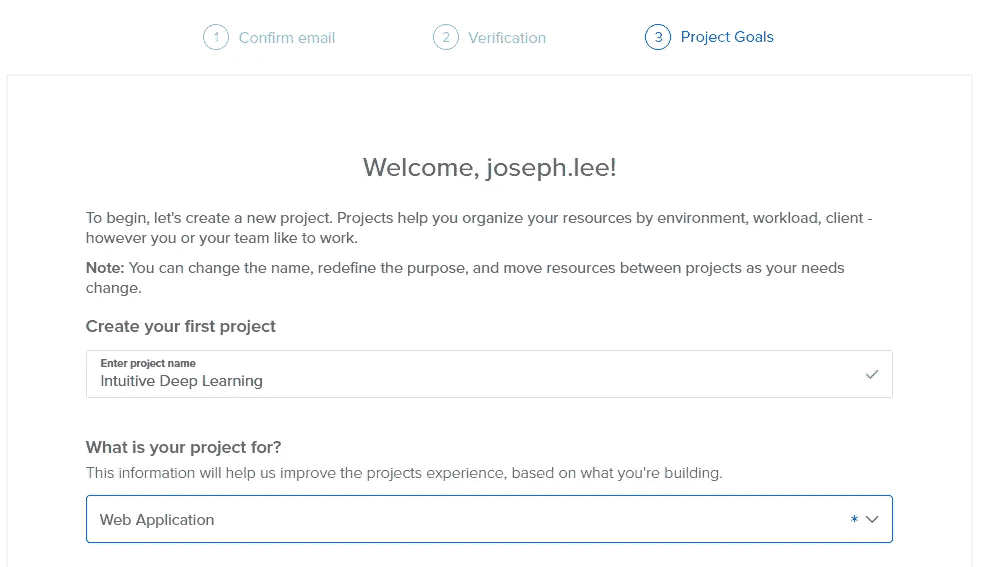 1 Confirm email 2 Verification 3 Project Goals
Welcome, joseph.lee!
To begin, let's create a new project. Projects help you organize your resources by environment, workload, client -
however you or your team like to work.
Note: You can change the name, redefine the purpose, and move resources between projects as your needs
change.
Create your first project
Enter project name
Intuitive Deep Learning
What is your project for?
This information will help us improve the projects experience, based on what you're building.
Web Application *